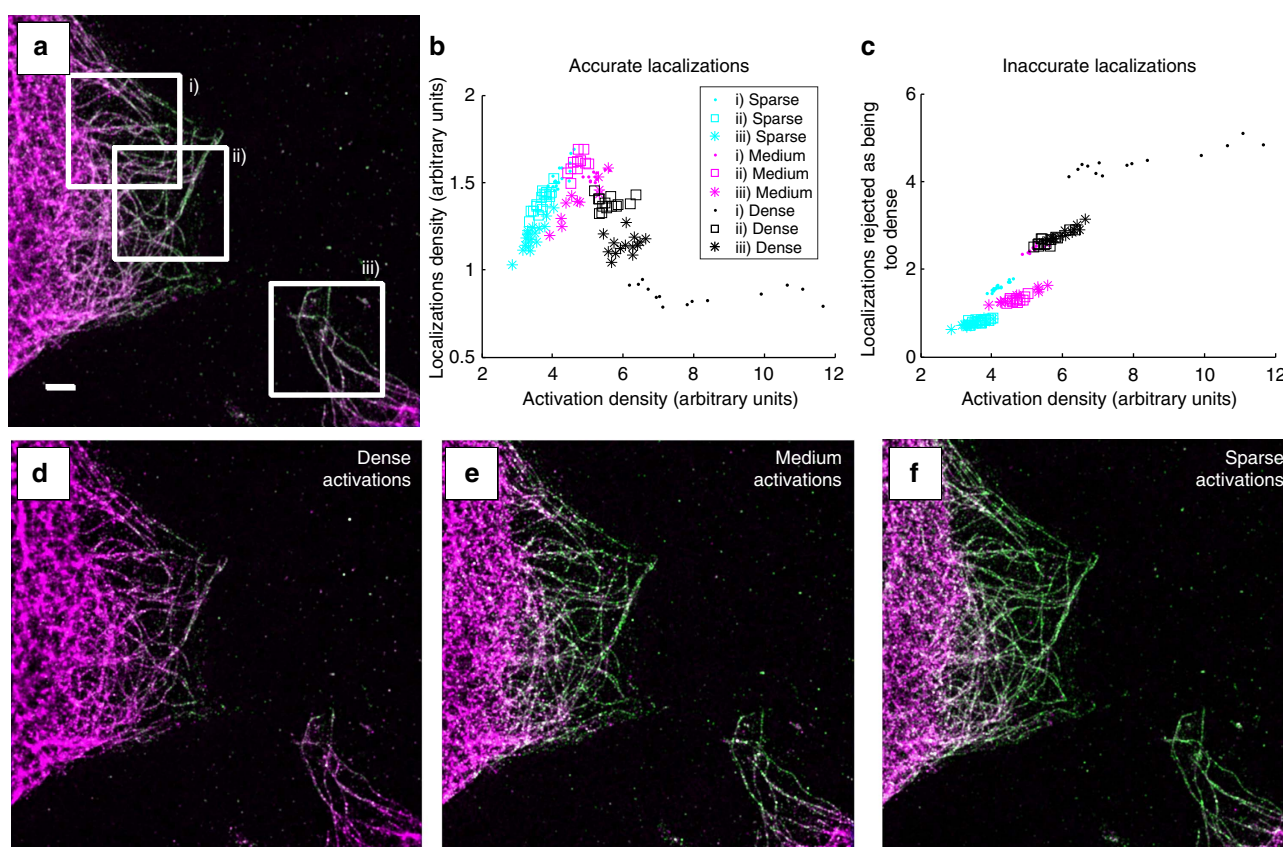 a
i)
ii)
iii)
b
Accurate lacalizations
Localizations density (arbitrary units)
2
1.5
1
0.5
2
4
6
8
10
12
Activation density (arbitrary units)
i) Sparse
ii) Sparse
iii) Sparse
i) Medium
ii) Medium
iii) Medium
i) Dense
ii) Dense
iii) Dense
c
Inaccurate lacalizations
Localizations rejected as being
too dense
6
4
2
0
2
4
6
8
10
12
Activation density (arbitrary units)
d
Dense
activations
e
Medium
activations
f
Sparse
activations